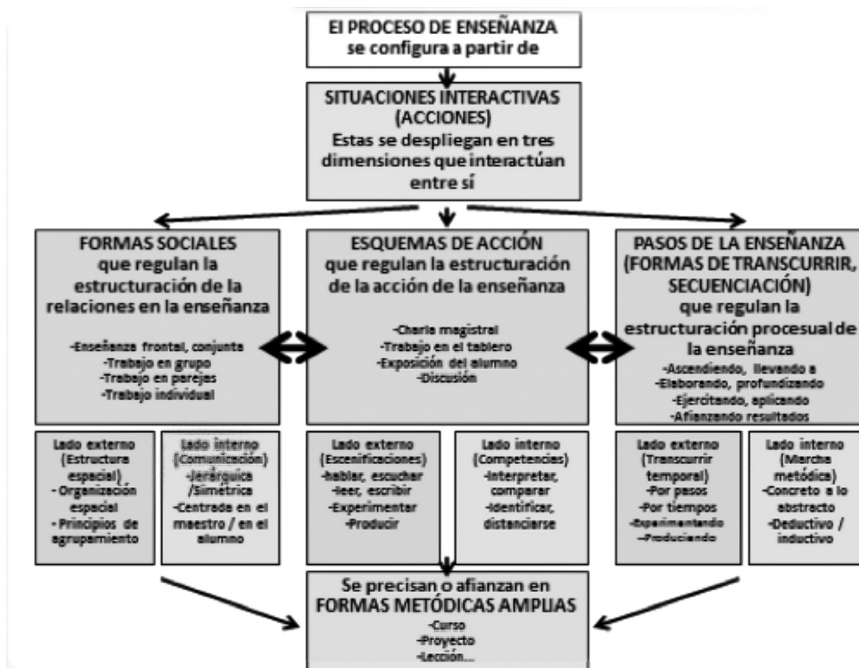 El PROCESO DE ENSEÑANZA
se configura a partir de
SITUACIONES INTERACTIVAS
(ACCIONES)
Estas se despliegan en tres
dimensiones que interactúan
entre sí
FORMAS SOCIALES
que regulan la
estructuración de la
relaciones en la enseñanza
-Enseñanza frontal, conjunta
-Trabajo en grupo
-Trabajo en parejas
-Trabajo individual
ESQUEMAS DE ACCIÓN
que regulan la estructuración
de la acción de la enseñanza
-Charla magistral
-Trabajo en el tablero
-Exposición del alumno
-Discusión
PASOS DE LA ENSEÑANZA
(FORMAS DE TRANSCURRIR,
SECUENCIACIÓN)
que regulan la
estructuración procesual de
la enseñanza
-Ascendiendo, llevando a
-Elaborando, profundizando
-Ejercitando, aplicando
-Afianzando resultados
Lado externo
(Estructura
espacial)
- Organización
espacial
- Principios de
agrupamiento
Lado interno
(Comunicación)
-Jerárquica
/Simétrica
-Centrada en el
maestro / en el
alumno
Lado externo
(Escenificaciones)
-hablar, escuchar
-leer, escribir
-Experimentar
-Producir
Lado interno
(Competencias)
-Interpretar,
comparar
-Identificar,
distanciarse
Lado externo
(Transcurrir
temporal)
-Por pasos
-Por tiempos
-Experimentando
-Produciendo
Lado interno
(Marcha
metódica)
-Concreto a lo
abstracto
-Deductivo /
inductivo
Se precisan o afianzan en
FORMAS METÓDICAS AMPLIAS
-Curso
-Proyecto
-Lección...